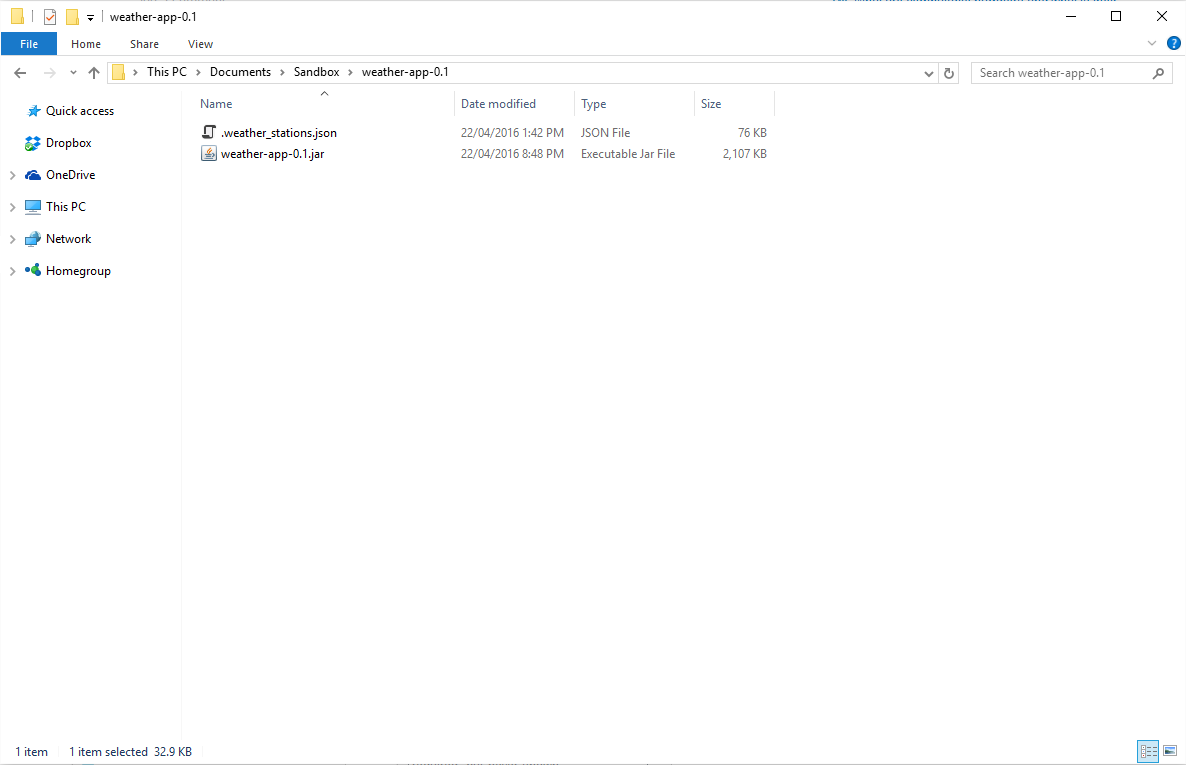 weather-app-0.1
File Home Share View
This PC Documents Sandbox weather-app-0.1 Search weather-app-0.1
Name Date modified Type Size
.weather_stations.json 22/04/2016 1:42 PM JSON File 76 KB
weather-app-0.1.jar 22/04/2016 8:48 PM Executable Jar File 2,107 KB
Quick access
Dropbox
OneDrive
This PC
Network
Homegroup
1 item 1 item selected 32.9 KB